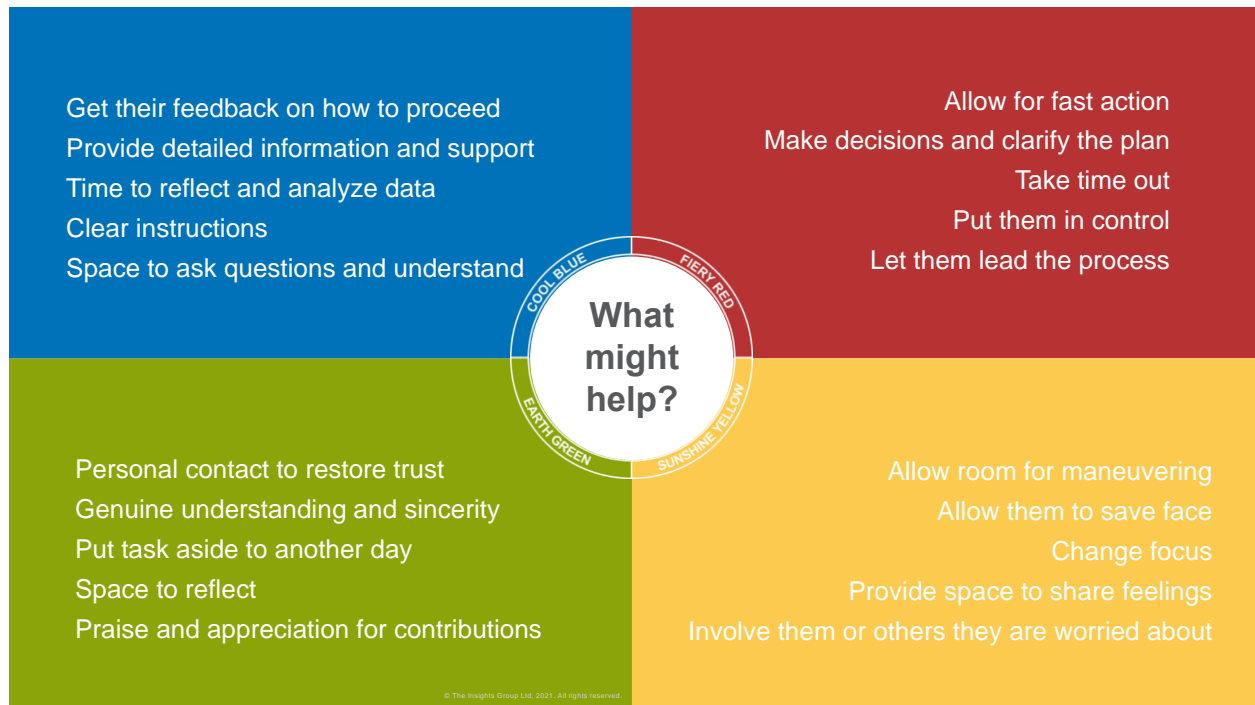 Get their feedback on how to proceed
Provide detailed information and support
Time to reflect and analyze data
Clear instructions
Space to ask questions and understand
Allow for fast action
Make decisions and clarify the plan
Take time out
Put them in control
Let them lead the process
COOL BLUE
FIERY RED
What
might
help?
EARTH GREEN
SUNSHINE YELLOW
Personal contact to restore trust
Genuine understanding and sincerity
Put task aside to another day
Space to reflect
Praise and appreciation for contributions
Allow room for maneuvering
Allow them to save face
Change focus
Provide space to share feelings
Involve them or others they are worried about
© The Insights Group Ltd, 2021. All rights reserved.